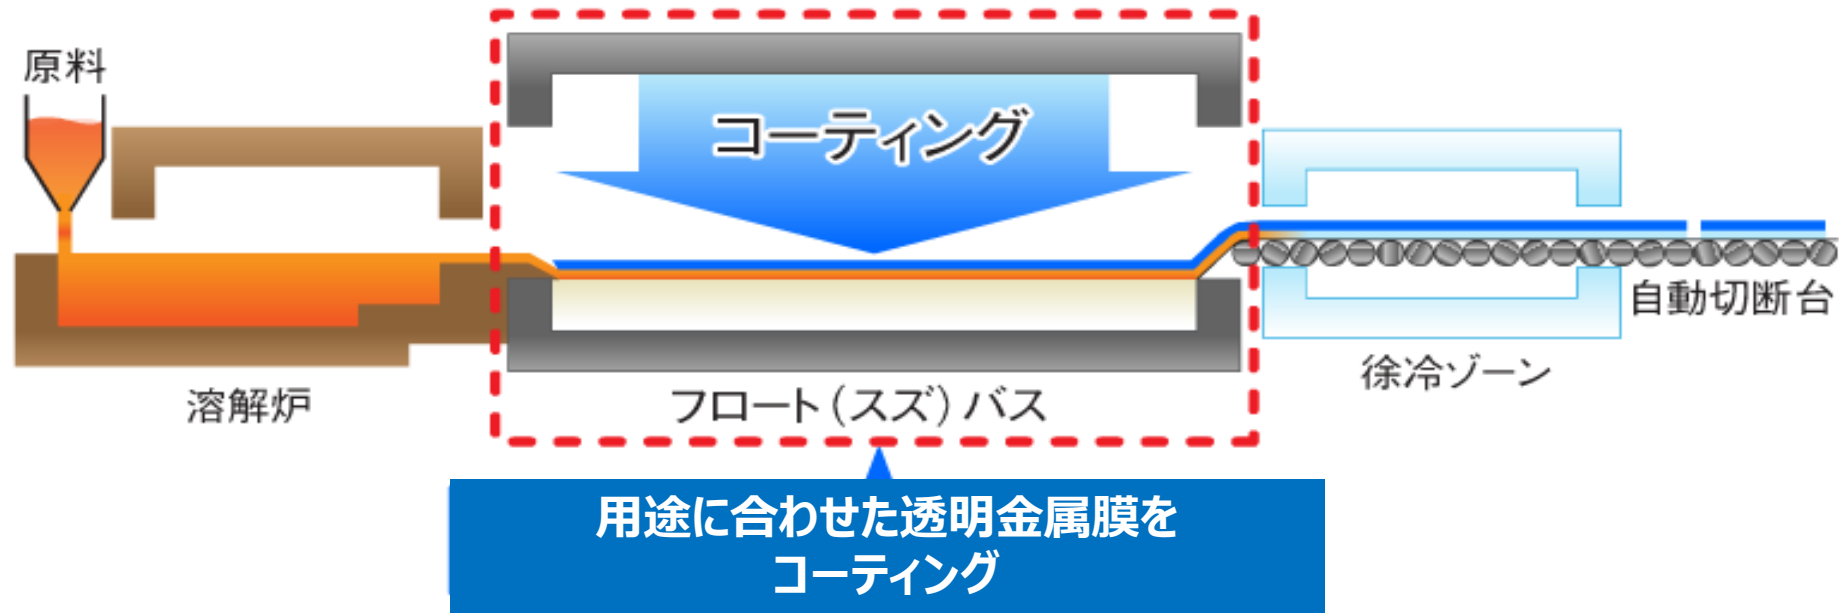 原料
コーティング
溶解炉
フロート（スズ）バス
徐冷ゾーン
自動切断台
用途に合わせた透明金属膜を
コーティング